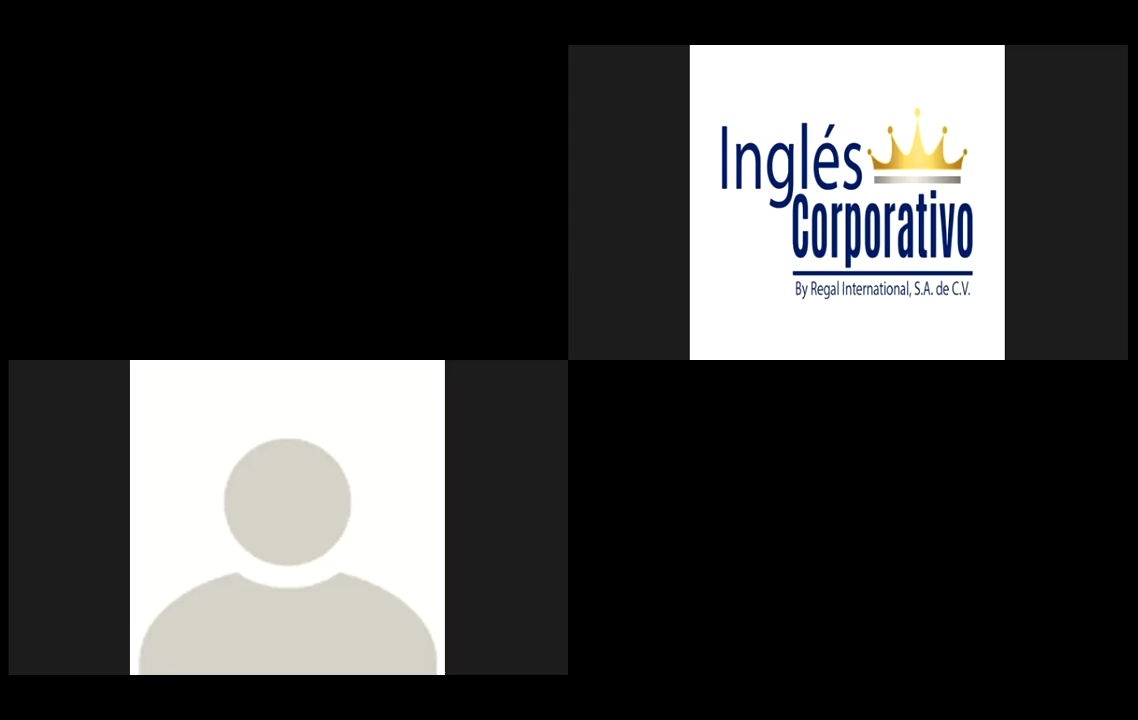 Inglés
Corporativo
By Regal International, S.A. de C.V.